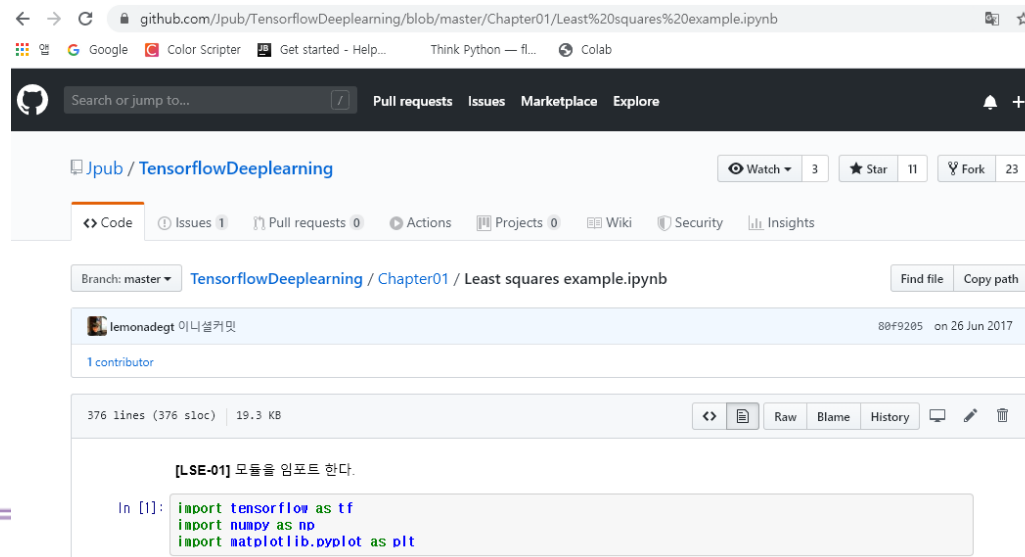 github.com/Jpub/TensorflowDeeplearning/blob/master/Chapter01/Least%20squares%20example.ipynb
앱 Google Color Scripter Get started - Help... Think Python — fl... Colab
Search or jump to... / Pull requests Issues Marketplace Explore
Jpub / TensorflowDeeplearning Watch 3 Star 11 Fork 23
Code Issues 1 Pull requests 0 Actions Projects 0 Wiki Security Insights
Branch: master TensorflowDeeplearning / Chapter01 / Least squares example.ipynb Find file Copy path
lemonadegt 이니셜커밋 80f9205 on 26 Jun 2017
1 contributor
376 lines (376 sloc) 19.3 KB <> Raw Blame History
[LSE-01] 모듈을 임포트 한다.
In [1]: import tensorflow as tf
import numpy as np
import matplotlib.pyplot as plt